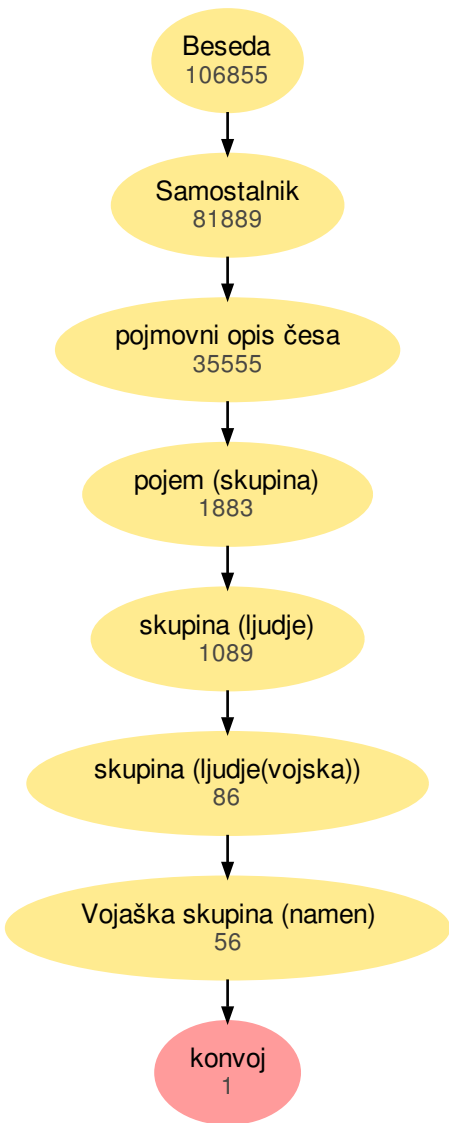 Beseda
106855
Samostalnik
81889
pojmovni opis česa
35555
pojem (skupina)
1883
skupina (ljudje)
1089
skupina (ljudje(vojska))
86
Vojaška skupina (namen)
56
konvoj
1